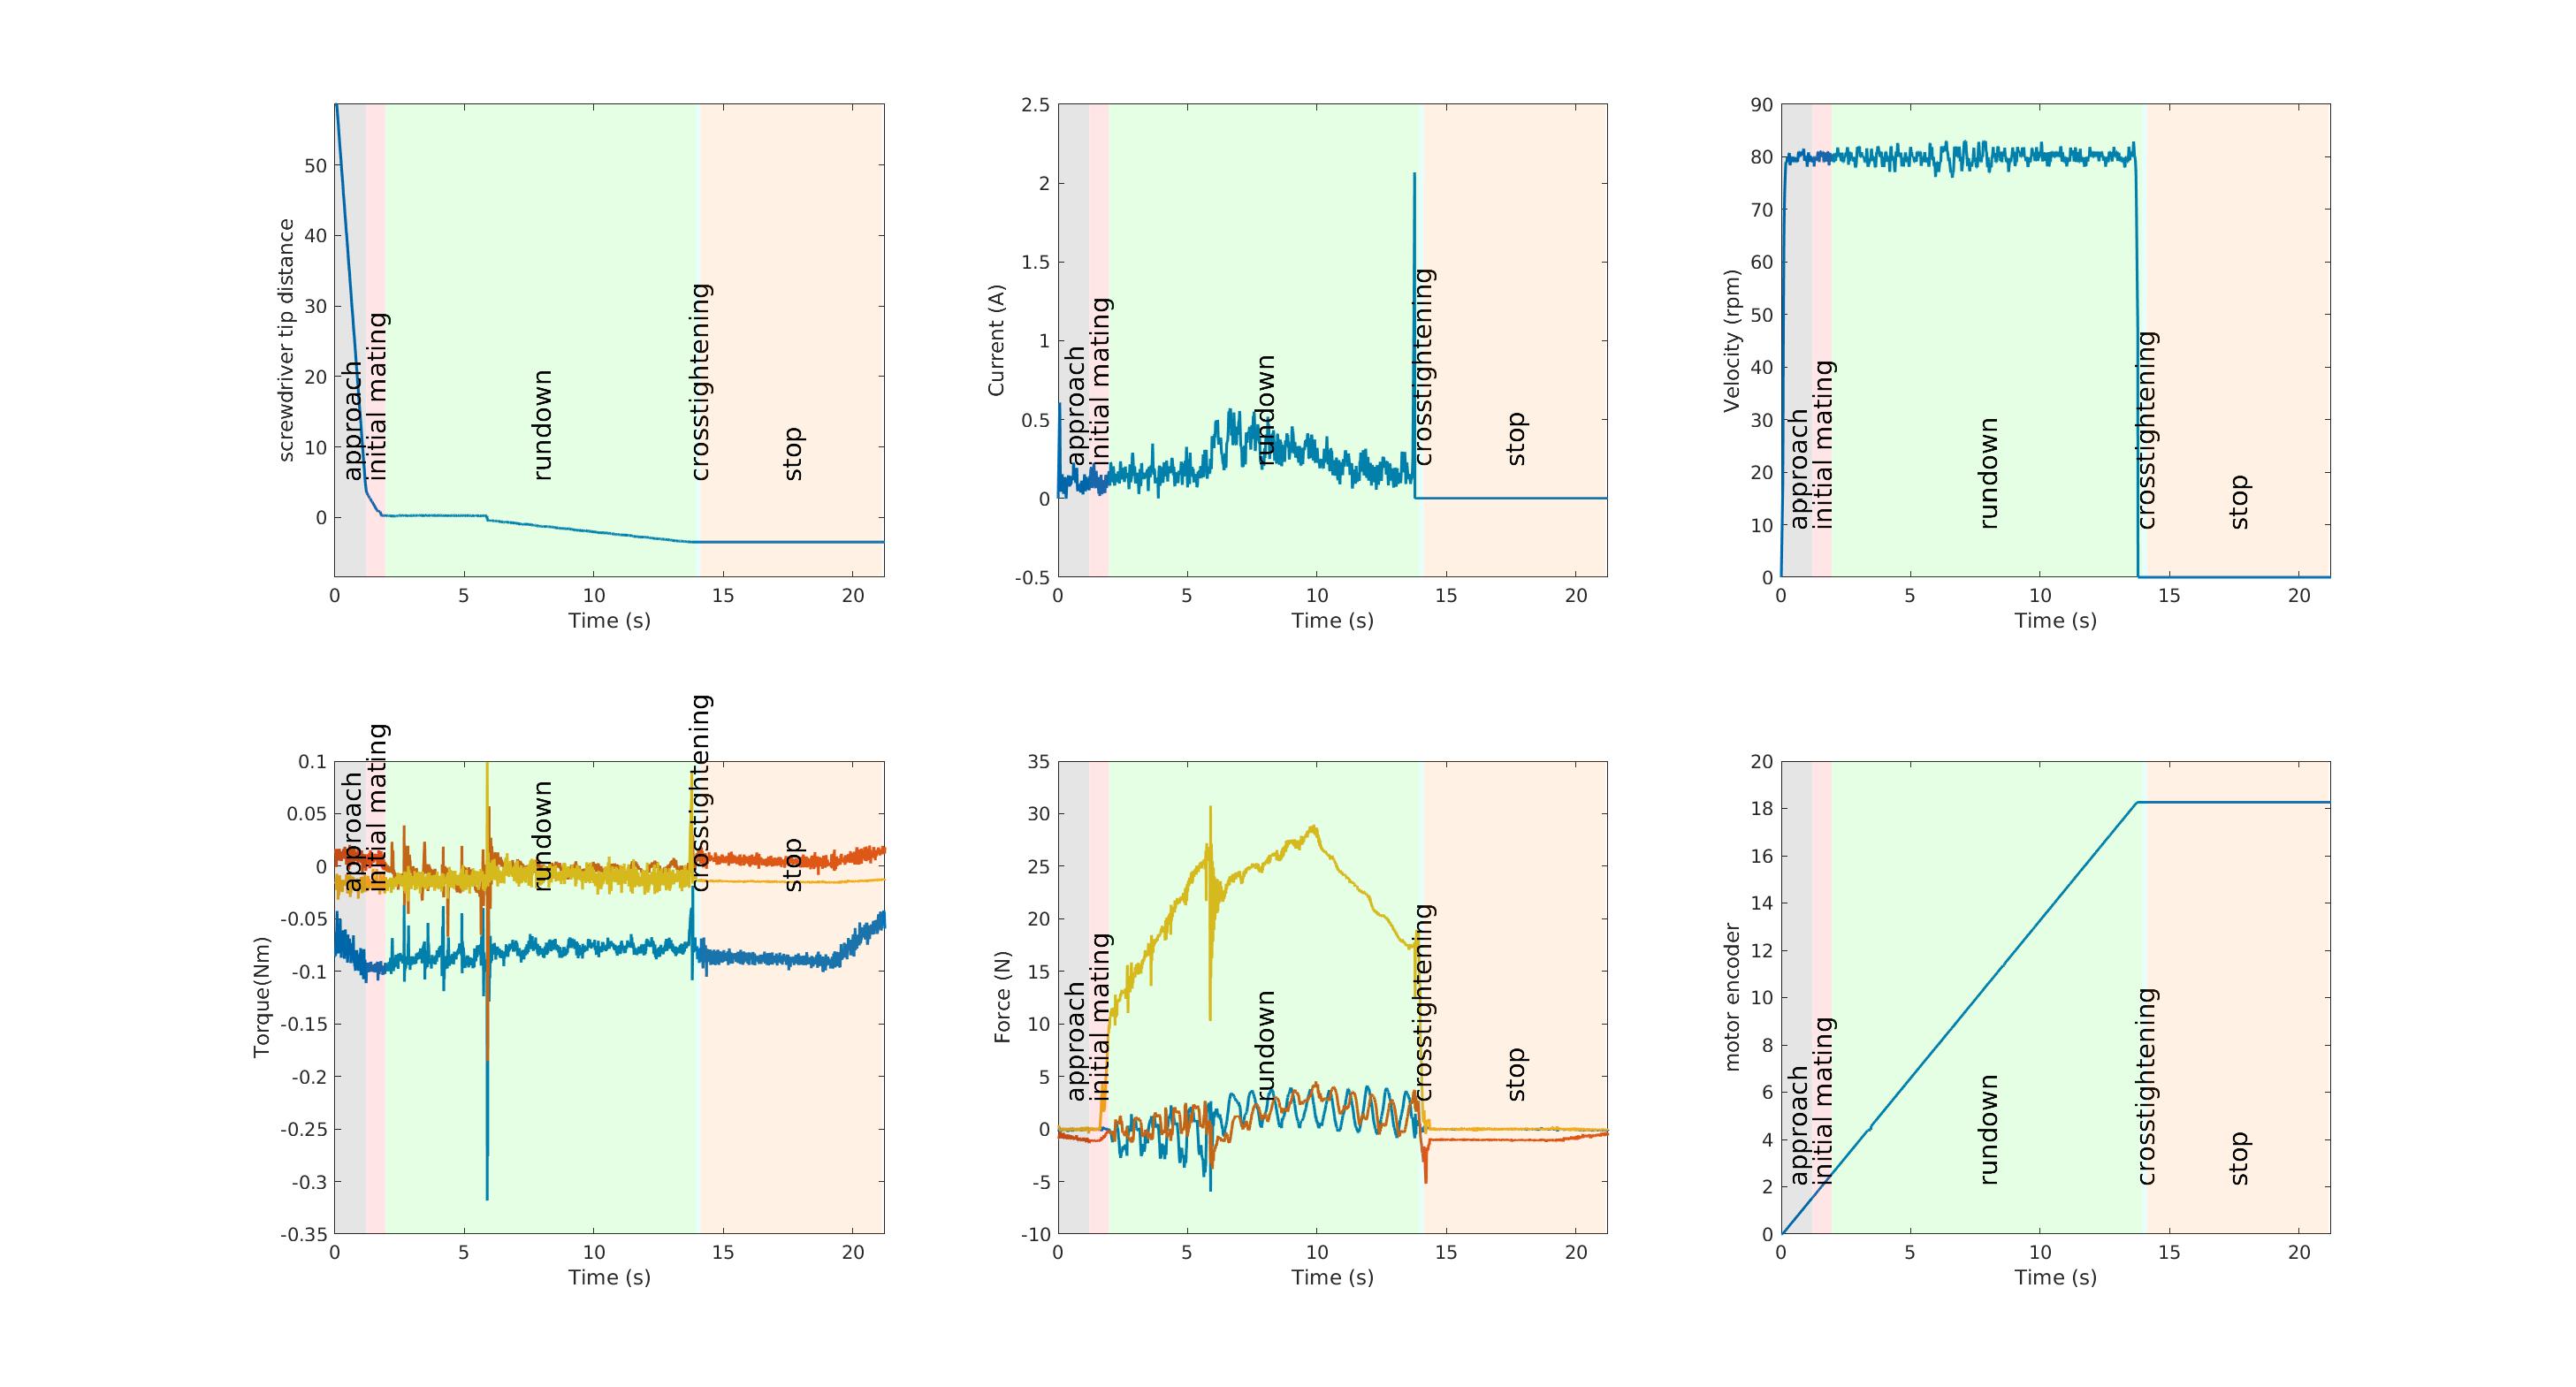 50
40
30
20
10
0
screwdriver tip distance
approach
initial mating
rundown
crosstightening
stop
0 5 10 15 20
Time (s)
2.5
2
1.5
1
0.5
0
-0.5
Current (A)
approach
initial mating
rundown
crosstightening
stop
0 5 10 15 20
Time (s)
90
80
70
60
50
40
30
20
10
0
Velocity (rpm)
approach
initial mating
rundown
crosstightening
stop
0 5 10 15 20
Time (s)
0.1
0.05
0
-0.05
-0.1
-0.15
-0.2
-0.25
-0.3
-0.35
Torque(Nm)
approach
initial mating
rundown
crosstightening
stop
0 5 10 15 20
Time (s)
35
30
25
20
15
10
5
0
-5
-10
Force (N)
approach
initial mating
rundown
crosstightening
stop
0 5 10 15 20
Time (s)
20
18
16
14
12
10
8
6
4
2
0
motor encoder
approach
initial mating
rundown
crosstightening
stop
0 5 10 15 20
Time (s)